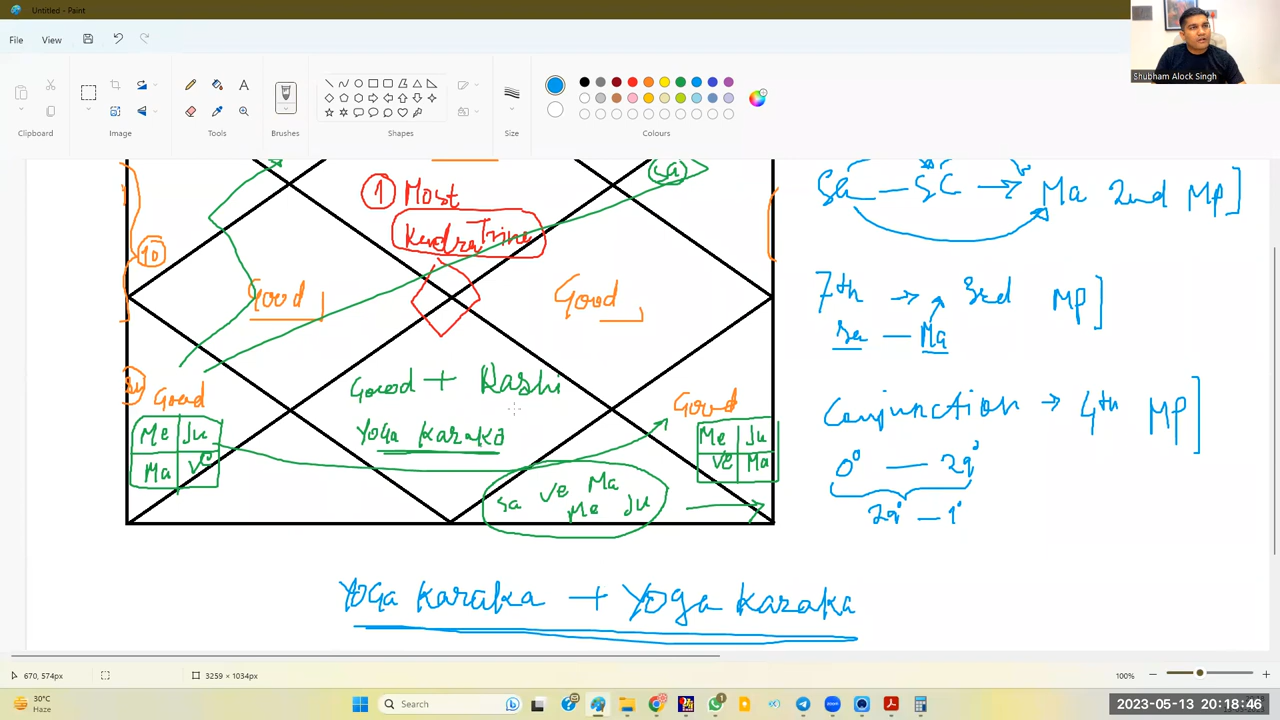 Untitled - Paint
File View
Clipboard Image Tools Brushes Shapes Size Colours
Shubham Alock Singh
1 Most
Kendra Trine
Sa
10
Good
Good
Good + Rashi
Yoga Karaka
Good
Me Ju
Ma Ve
Good
Me Ju
Ve Ma
Sa Ve Ma
Me Ju
Sa — SC → Ma 2nd MP]
7th → 3rd MP]
Sa — Ma
Conjunction → 4th MP]
0° — 29°
29° — 1°
Yoga Karaka + Yoga Karaka
670, 574px
3259 × 1034px
100%
30°C
Haze
Search
1
2023-05-13 20:18:46